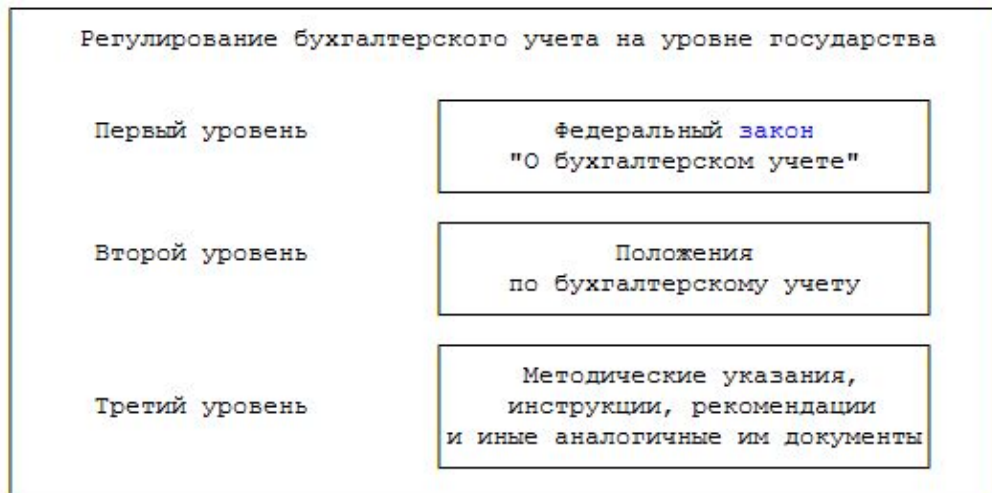 Регулирование бухгалтерского учета на уровне государства
Первый уровень
Федеральный закон
"О бухгалтерском учете"
Второй уровень
Положения
по бухгалтерскому учету
Третий уровень
Методические указания,
инструкции, рекомендации
и иные аналогичные им документы